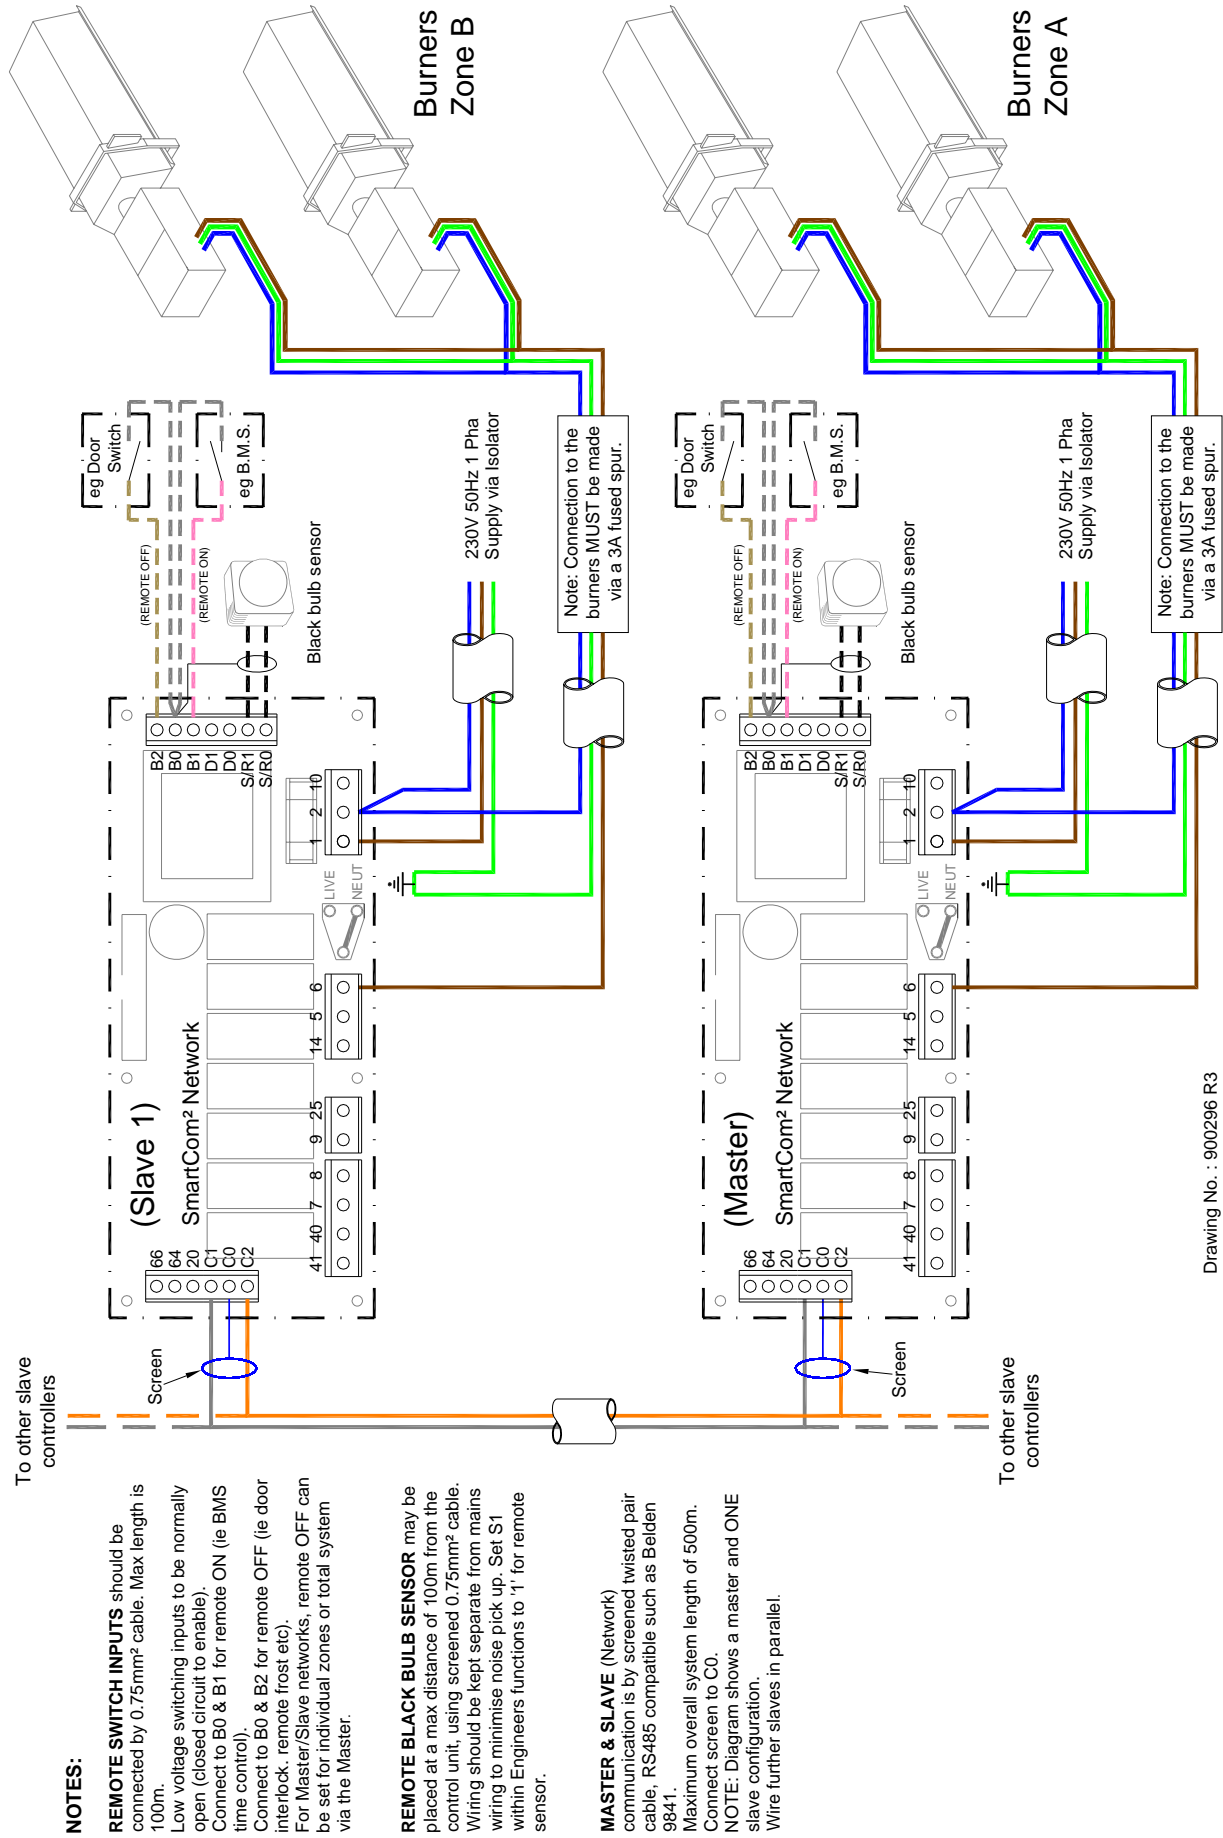 NOTES:
REMOTE SWITCH INPUTS should be
connected by 0.75mm² cable. Max length is
100m.
Low voltage switching inputs to be normally
open (closed circuit to enable).
Connect to B0 & B1 for remote ON (ie BMS
time control).
Connect to B0 & B2 for remote OFF (ie door
interlock. remote frost etc).
For Master/Slave networks, remote OFF can
be set for individual zones or total system
via the Master.
REMOTE BLACK BULB SENSOR may be
placed at a max distance of 100m from the
control unit, using screened 0.75mm² cable.
Wiring should be kept separate from mains
wiring to minimise noise pick up. Set S1
within Engineers functions to '1' for remote
sensor.
MASTER & SLAVE (Network)
communication is by screened twisted pair
cable, RS485 compatible such as Belden
9841.
Maximum overall system length of 500m.
Connect screen to C0.
NOTE: Diagram shows a master and ONE
slave configuration.
Wire further slaves in parallel.
To other slave
controllers
Screen
(Slave 1)
SmartCom² Network
66
64
20
C1
C0
C2
41 40 7 8
9 25
14 5 6
LIVE
NEUT
1 2 10
B2
B0
B1
D1
D0
S/R1
S/R0
(REMOTE OFF)
(REMOTE ON)
eg Door
Switch
eg B.M.S.
Black bulb sensor
230V 50Hz 1 Pha
Supply via Isolator
Note: Connection to the
burners MUST be made
via a 3A fused spur.
Burners
Zone B
To other slave
controllers
Screen
(Master)
SmartCom² Network
66
64
20
C1
C0
C2
41 40 7 8
9 25
14 5 6
LIVE
NEUT
1 2 10
B2
B0
B1
D1
D0
S/R1
S/R0
(REMOTE OFF)
(REMOTE ON)
eg Door
Switch
eg B.M.S.
Black bulb sensor
230V 50Hz 1 Pha
Supply via Isolator
Note: Connection to the
burners MUST be made
via a 3A fused spur.
Burners
Zone A
Drawing No. : 900296 R3